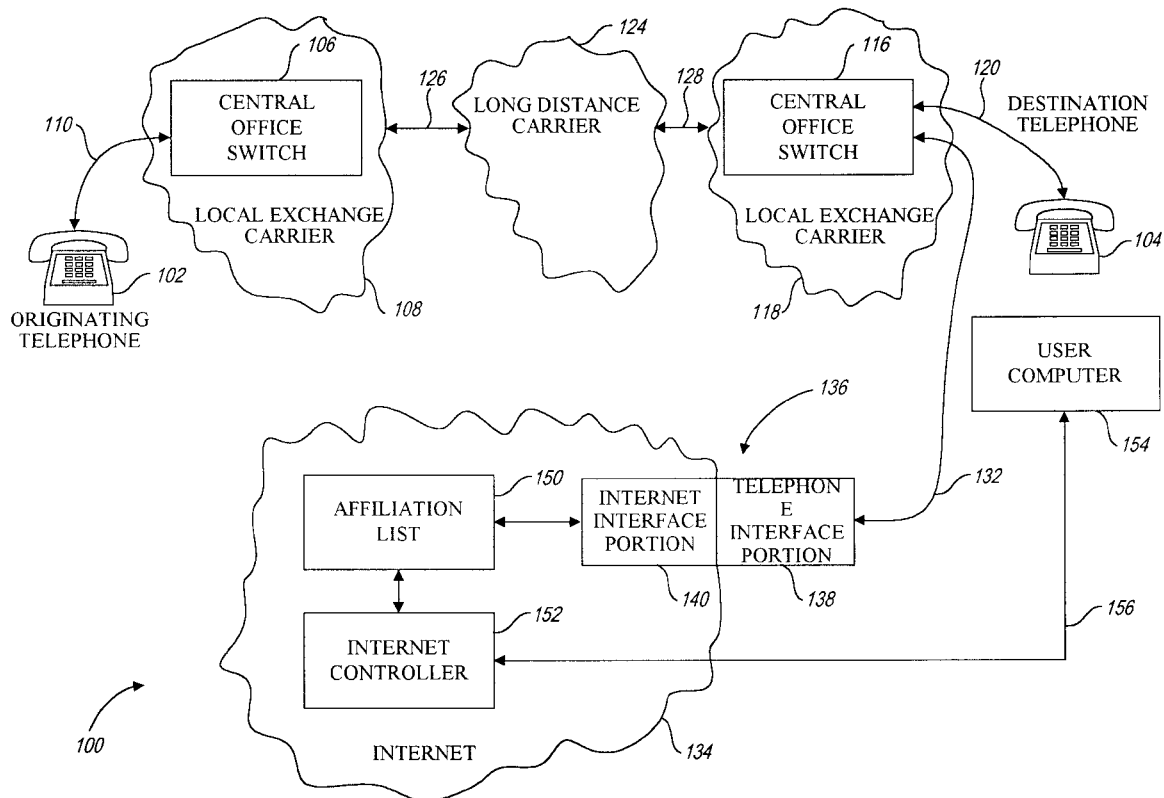 106
124
116
126
128
120
110
CENTRAL
OFFICE
SWITCH
LONG DISTANCE
CARRIER
CENTRAL
OFFICE
SWITCH
DESTINATION
TELEPHONE
LOCAL EXCHANGE
CARRIER
LOCAL EXCHANGE
CARRIER
102
104
108
118
ORIGINATING
TELEPHONE
USER
COMPUTER
136
154
150
132
AFFILIATION
LIST
INTERNET
INTERFACE
PORTION
TELEPHON
E
INTERFACE
PORTION
140
138
152
156
INTERNET
CONTROLLER
100
INTERNET
134